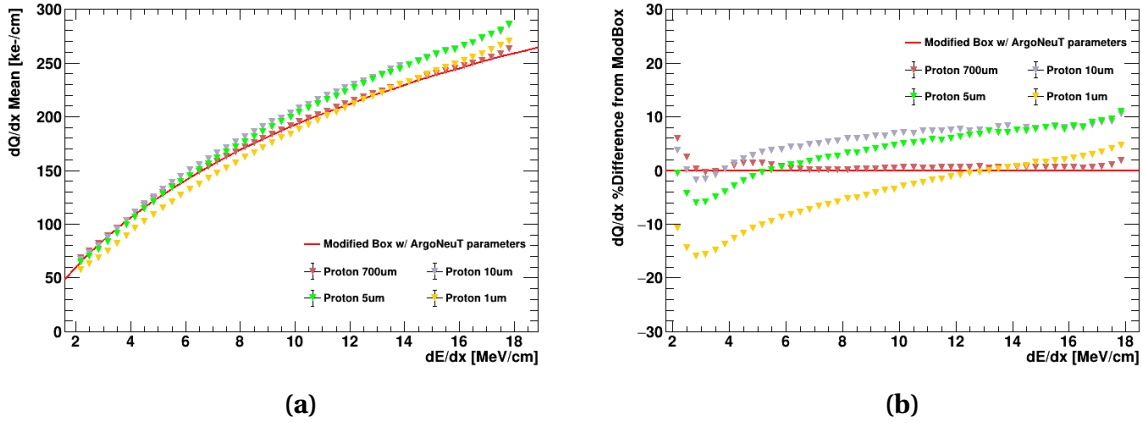 dQ/dx Mean [ke-/cm]
300
250
200
150
100
50
0
Modified Box w/ ArgoNeuT parameters
Proton 700um
Proton 10um
Proton 5um
Proton 1um
2 4 6 8 10 12 14 16 18
dE/dx [MeV/cm]
(a)
dQ/dx %Difference from ModBox
30
20
10
0
−10
−20
−30
Modified Box w/ ArgoNeuT parameters
Proton 700um
Proton 10um
Proton 5um
Proton 1um
2 4 6 8 10 12 14 16 18
dE/dx [MeV/cm]
(b)